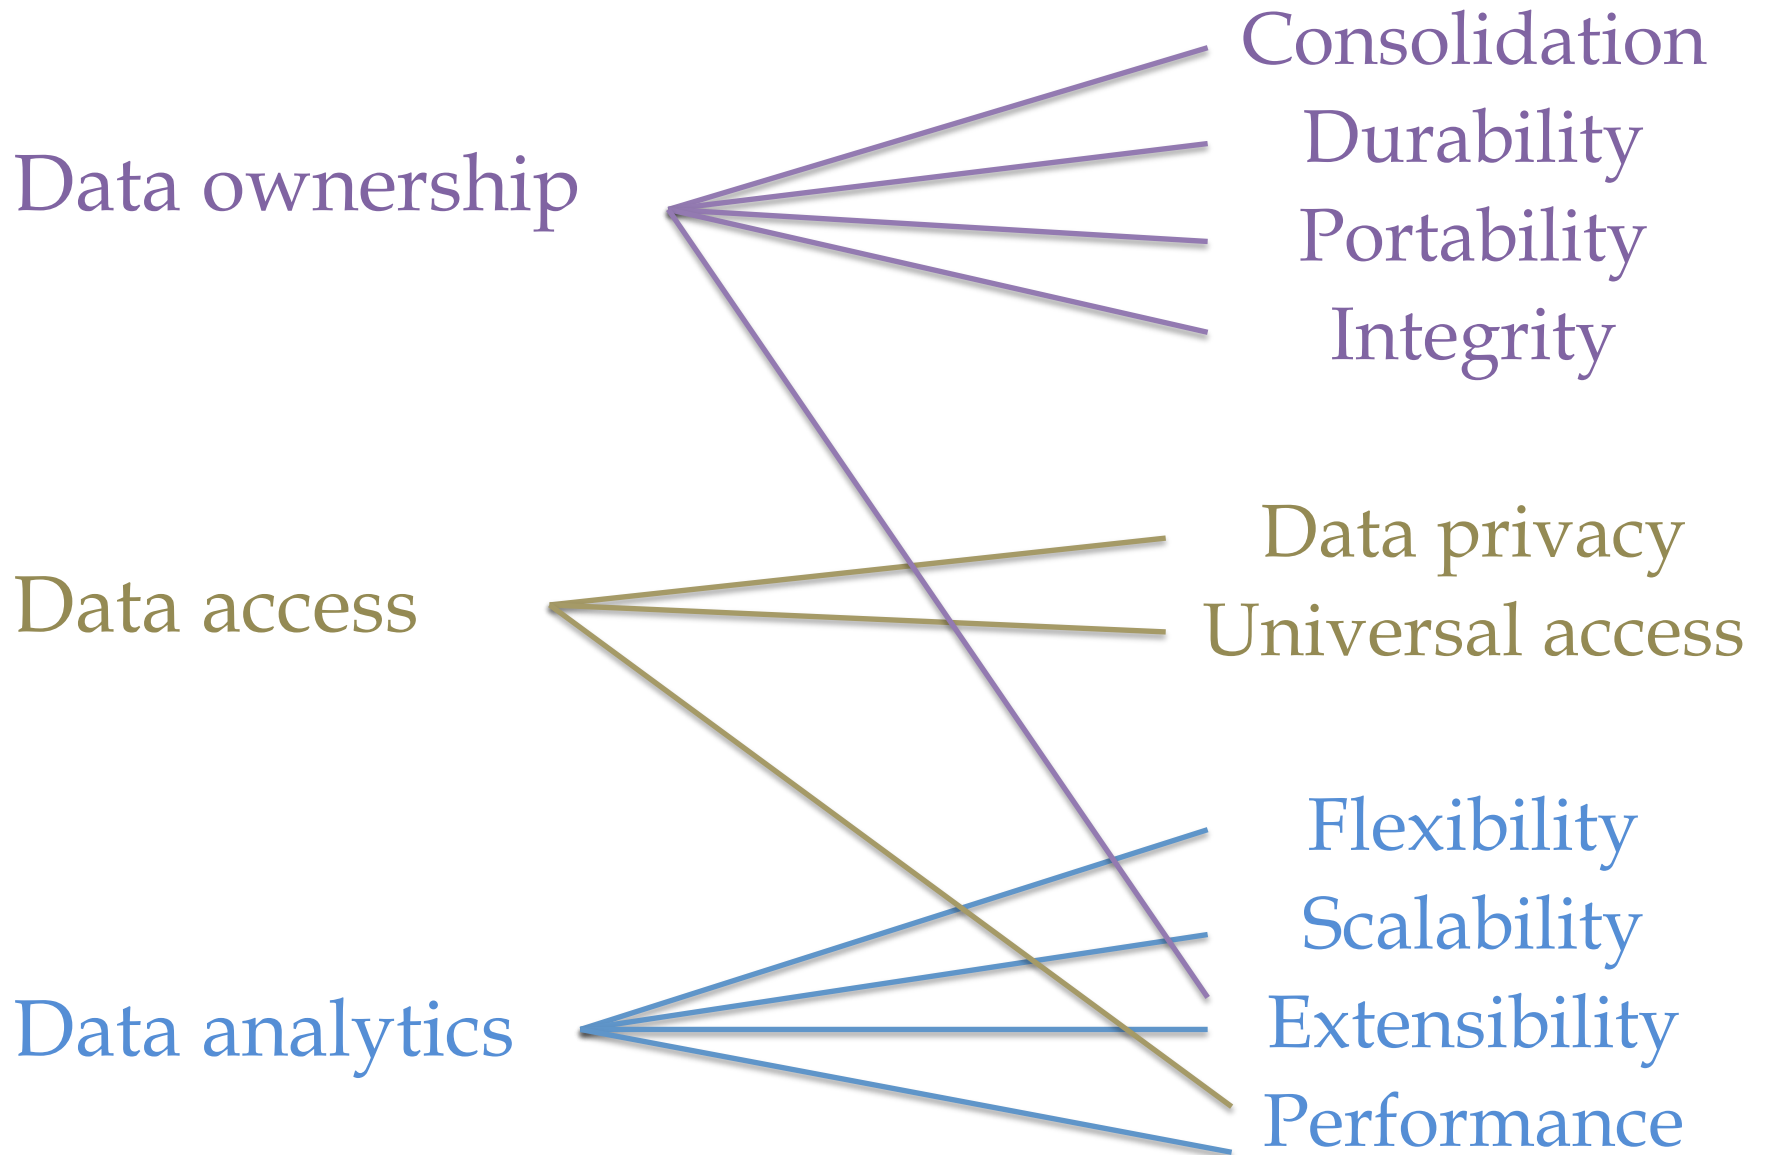 Data ownership
Data access
Data analytics
Consolidation
Durability
Portability
Integrity
Data privacy
Universal access
Flexibility
Scalability
Extensibility
Performance